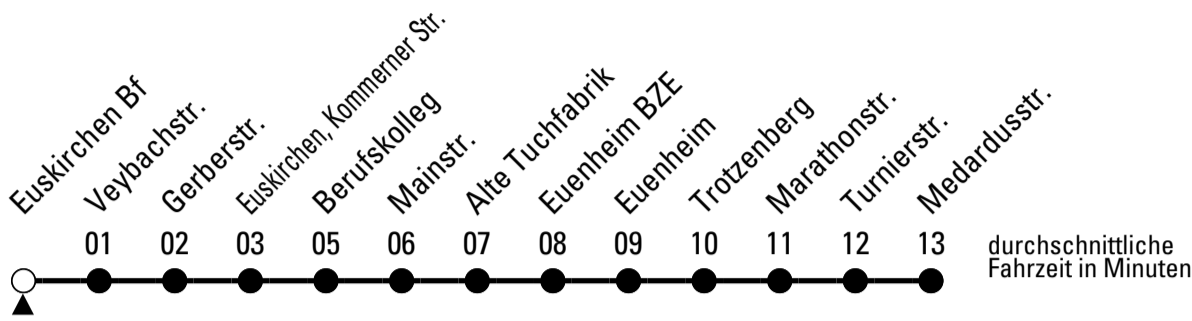 Euskirchen Bf
Veybachstr.
Gerberstr.
Euskirchen, Kommerner Str.
Berufskolleg
Mainstr.
Alte Tuchfabrik
Euenheim BZE
Euenheim
Trotzenberg
Marathonstr.
Turnierstr.
Medardusstr.
01 02 03 05 06 07 08 09 10 11 12 13
durchschnittliche
Fahrzeit in Minuten